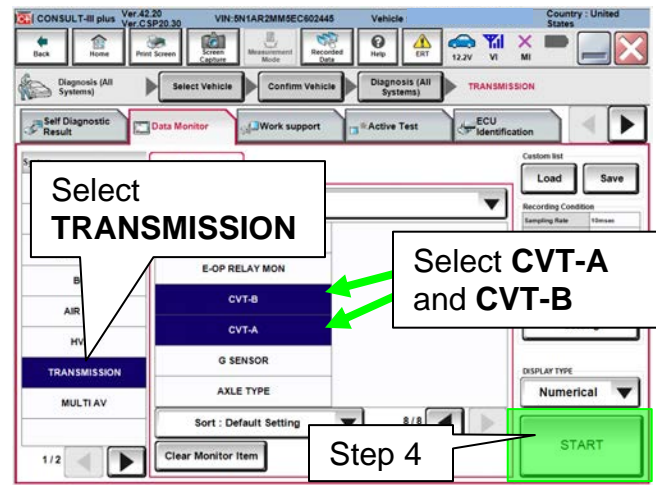 CONSULT-III plus Ver.42.20 Ver.CSP20.30 VIN:5N1AR2MM5EC602445 Vehicle : Country : United States
Back Home Print Screen Screen Capture Measurement Mode Recorded Data Help ERT 12.2V VI MI
Diagnosis (All Systems) Select Vehicle Confirm Vehicle Diagnosis (All Systems) TRANSMISSION
Self Diagnostic Result Data Monitor Work support Active Test ECU Identification
Custom list
Load Save
Select
TRANSMISSION
Recording Condition
Sampling Rate 10msec
E-OP RELAY MON
Select CVT-A
and CVT-B
CVT-B
AIR
CVT-A
HV
G SENSOR
TRANSMISSION
DISPLAY TYPE
AXLE TYPE
Numerical
MULTI AV
Sort : Default Setting 8/8
Step 4
START
1/2 Clear Monitor Item